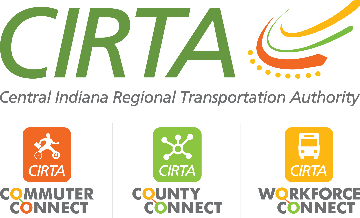 CIRTA
Central Indiana Regional Transportation Authority
CIRTA
COMMUTER
CONNECT
CIRTA
COUNTY
CONNECT
CIRTA
WORKFORCE
CONNECT